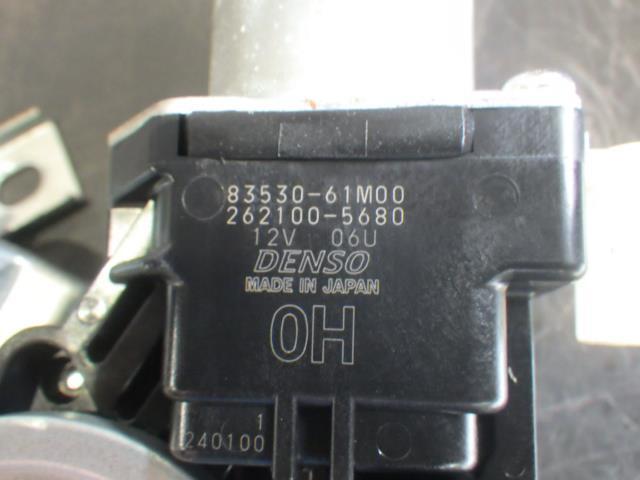 83530-61M00
262100-5680
12V 06U
DENSO
MADE IN JAPAN
0H
1
240100